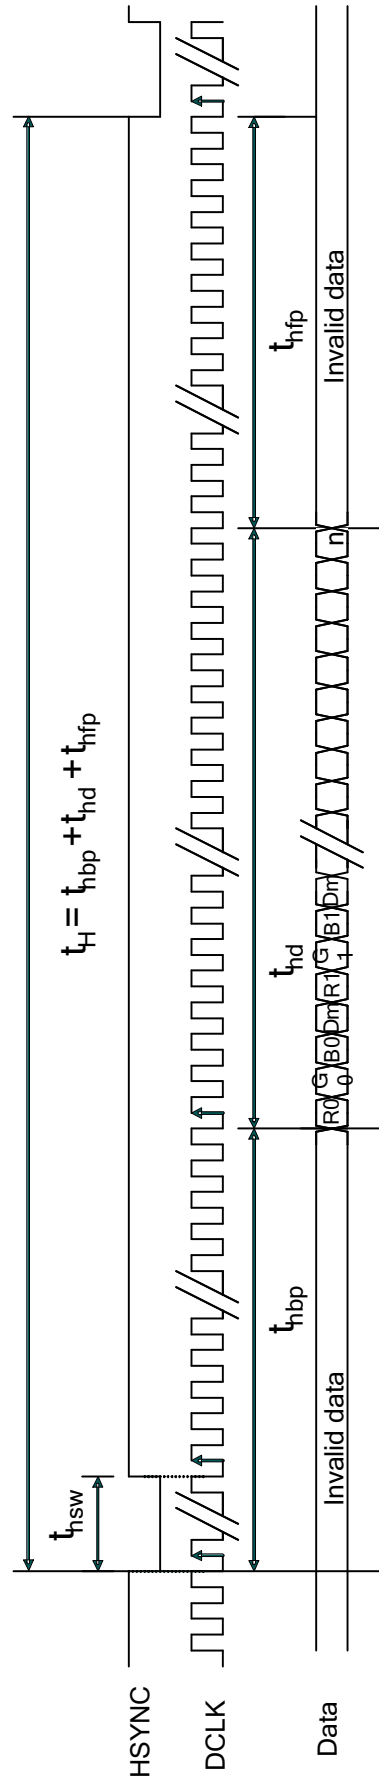 t_H = t_hbp + t_hd + t_hfp
t_hsw
HSYNC
DCLK
t_hbp
t_hd
t_hfp
Data
Invalid data
R0
G0
B0
Dm
R1
G1
B1
Dm
n
Invalid data